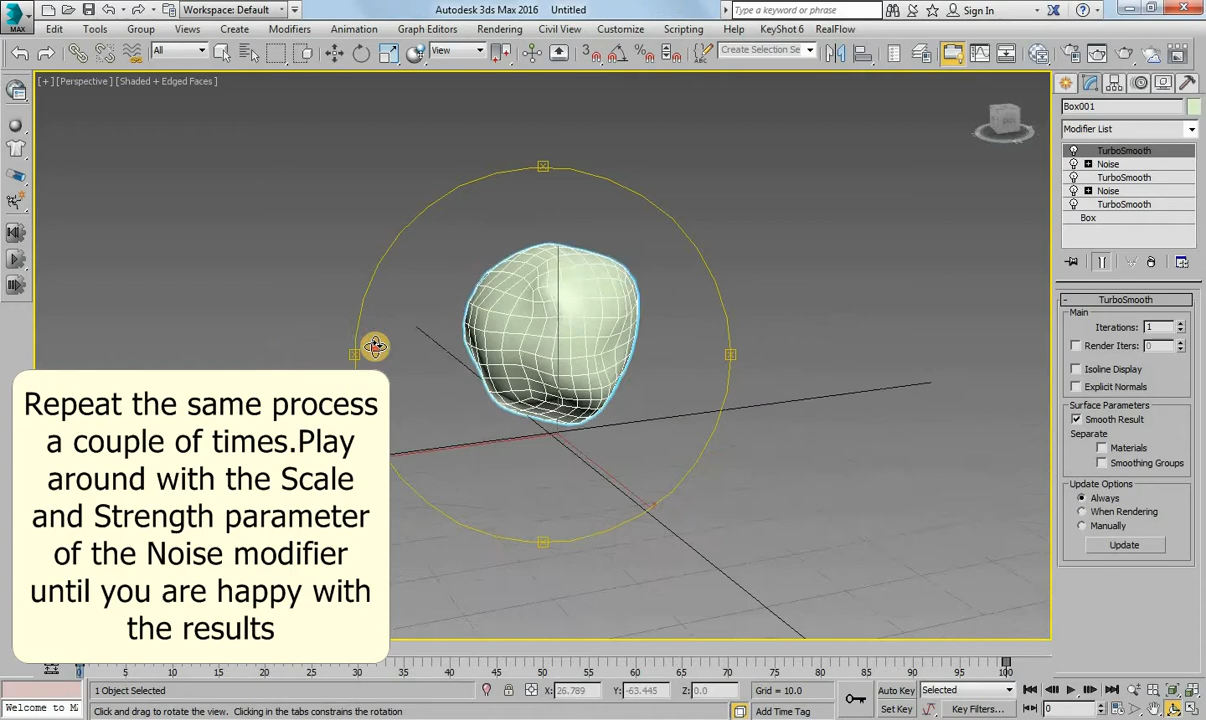 MAX
Workspace: Default
Autodesk 3ds Max 2016 Untitled
Type a keyword or phrase
Sign In
Edit Tools Group Views Create Modifiers Animation Graph Editors Rendering Civil View Customize Scripting Help KeyShot 6 RealFlow
All
View
Create Selection Se
[+] [Perspective] [Shaded + Edged Faces]
Box001
Modifier List
TurboSmooth
Noise
TurboSmooth
Noise
TurboSmooth
Box
TurboSmooth
Main
Iterations: 1
Render Iters: 0
Isoline Display
Explicit Normals
Surface Parameters
Smooth Result
Separate
Materials
Smoothing Groups
Update Options
Always
When Rendering
Manually
Update
Repeat the same process
a couple of times.Play
around with the Scale
and Strength parameter
of the Noise modifier
until you are happy with
the results
5 10 15 20 25 30 35 40 45 50 55 60 65 70 75 80 85 90 95 100
1 Object Selected
X: 26.789 Y: -63.445 Z: 0.0
Grid = 10.0
Auto Key
Selected
Welcome to M
Click and drag to rotate the view. Clicking in the tabs constrains the rotation
Add Time Tag
Set Key
Key Filters...
0